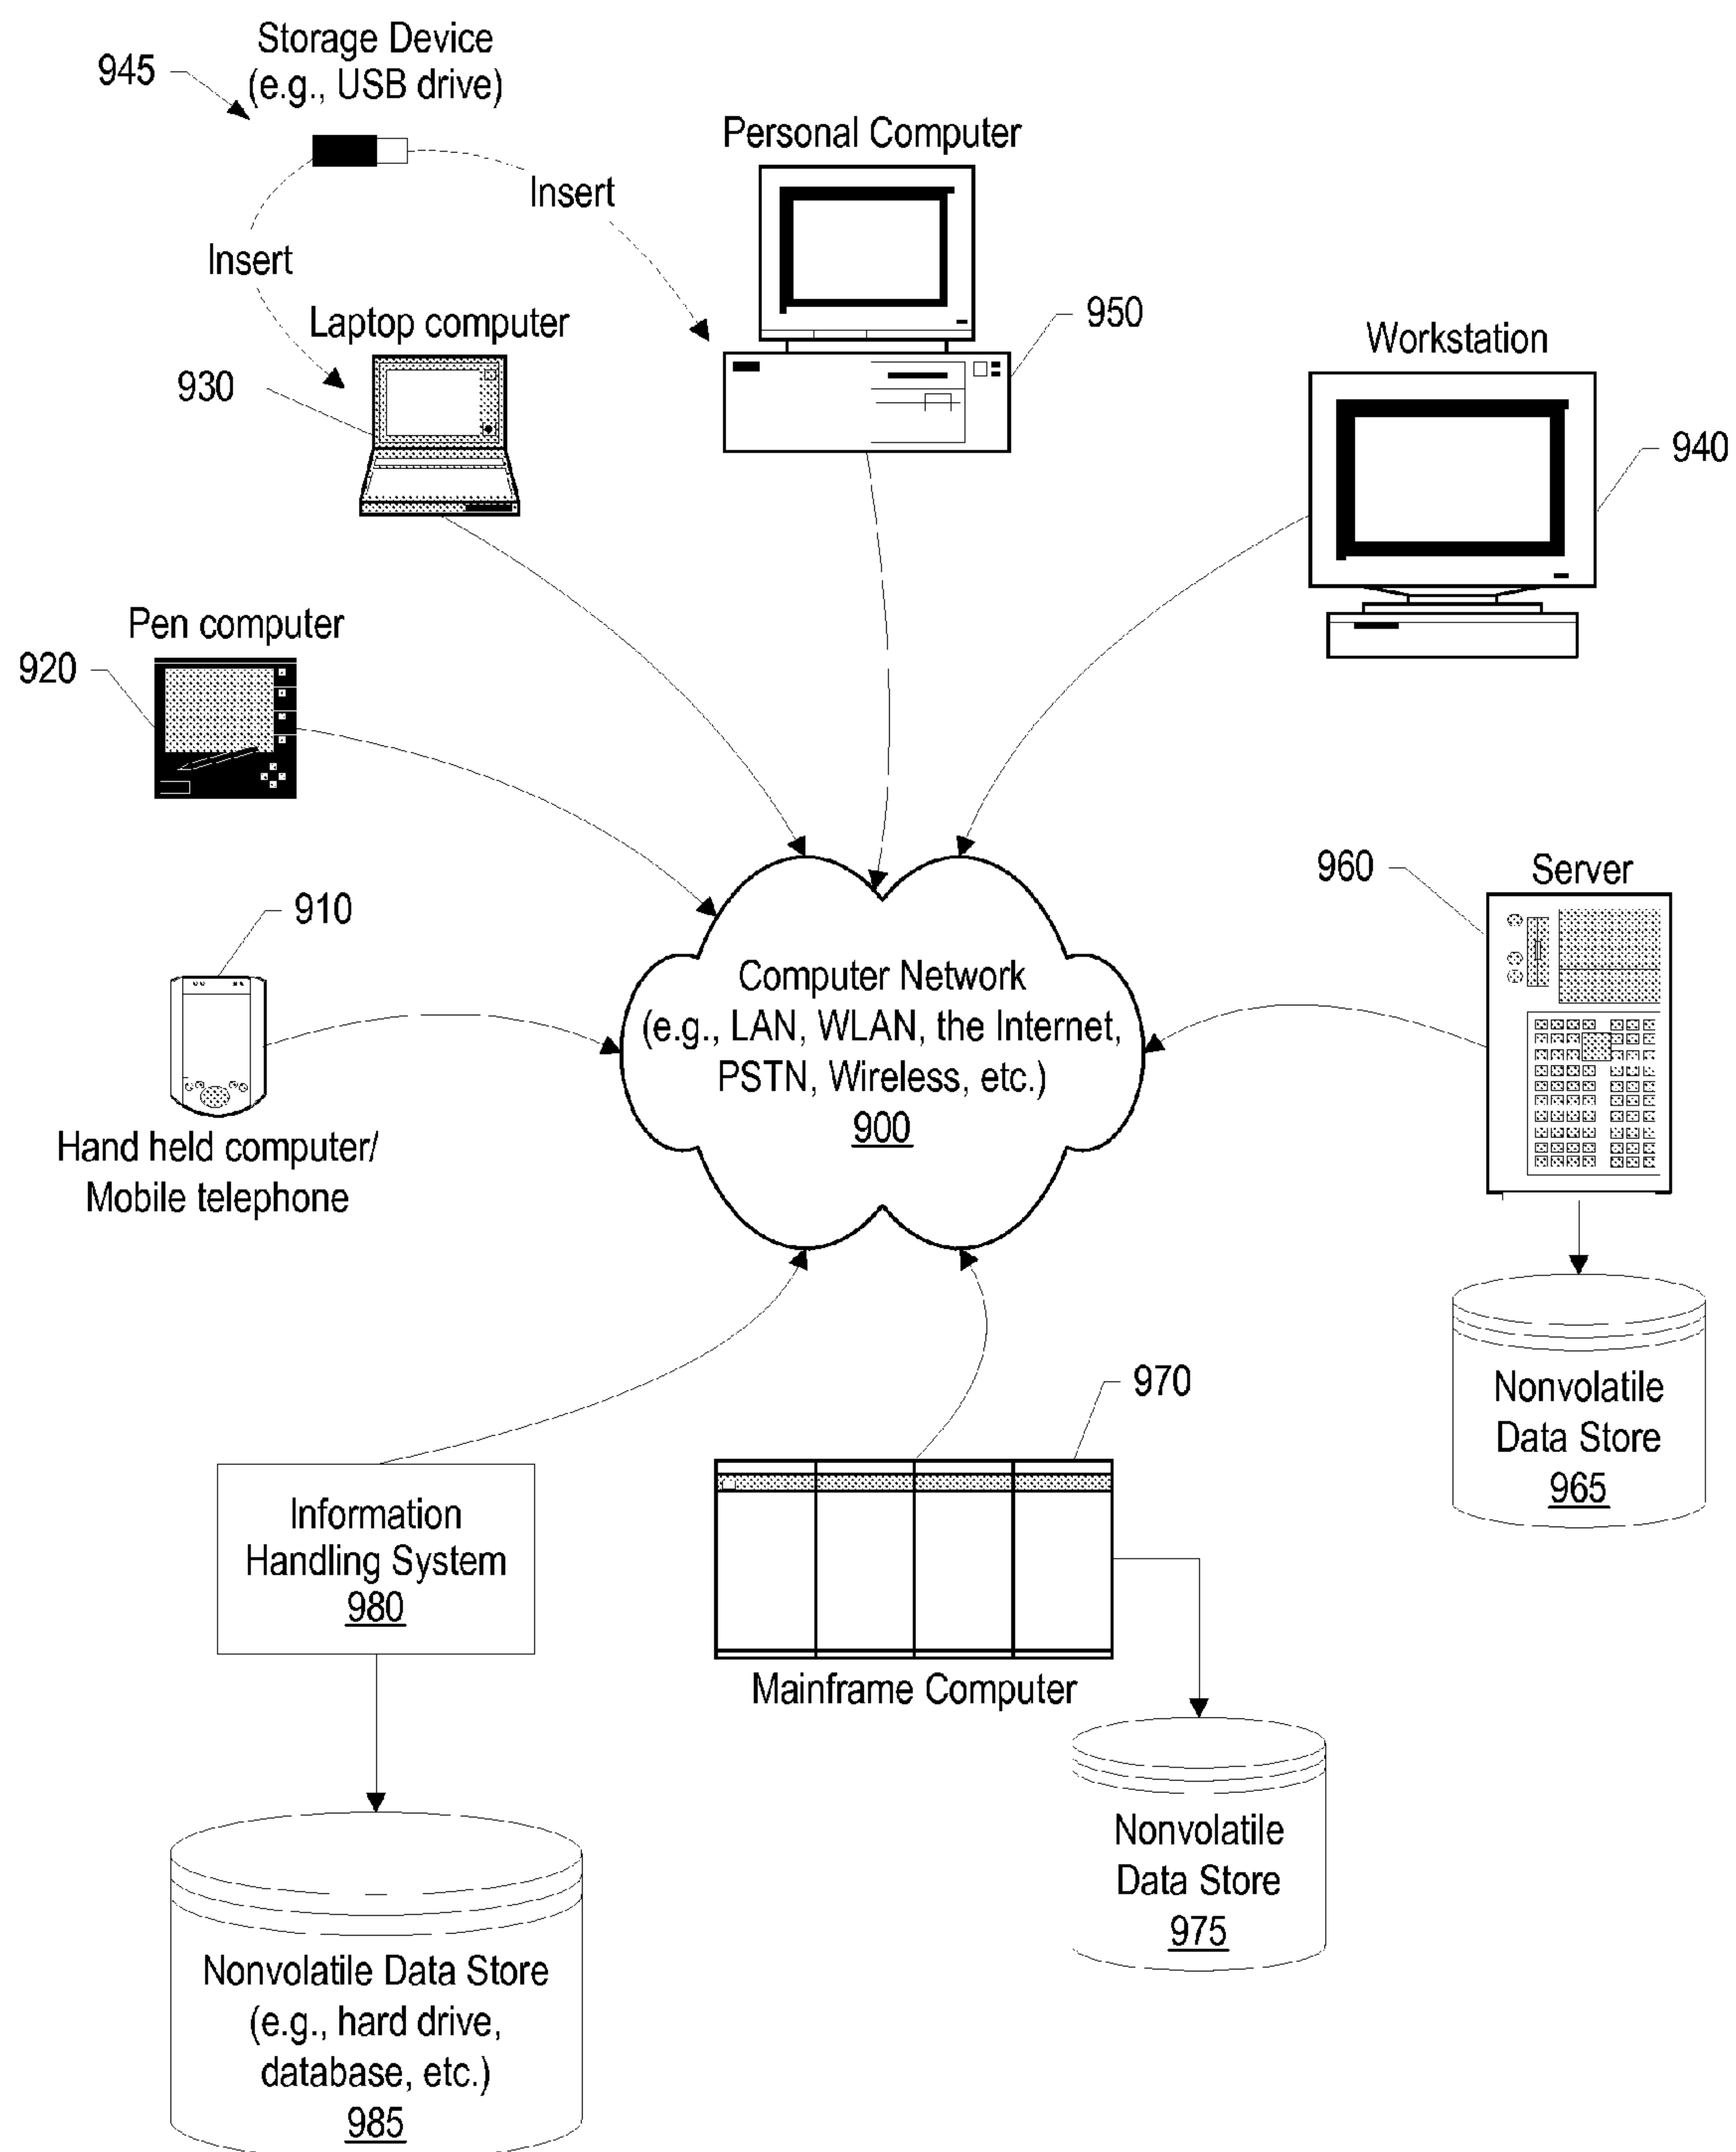 Storage Device
(e.g., USB drive)
945
Personal Computer
Insert
Insert
Laptop computer
950
Workstation
930
940
Pen computer
920
960
Server
910
Computer Network
(e.g., LAN, WLAN, the Internet,
PSTN, Wireless, etc.)
900
Hand held computer/
Mobile telephone
970
Nonvolatile
Data Store
965
Information
Handling System
980
Mainframe Computer
Nonvolatile
Data Store
975
Nonvolatile Data Store
(e.g., hard drive,
database, etc.)
985